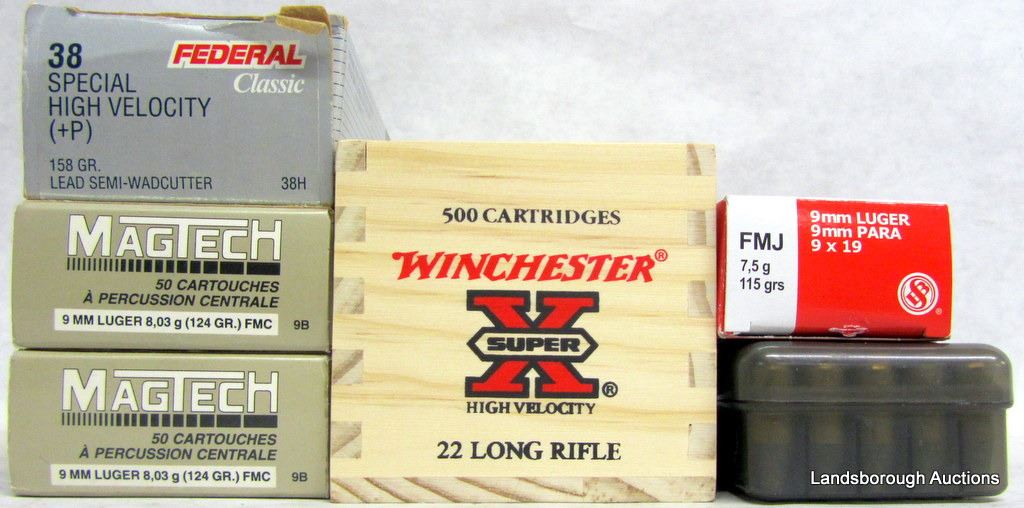 38
SPECIAL
HIGH VELOCITY
(+P)
FEDERAL
Classic
158 GR.
LEAD SEMI-WADCUTTER
38H
MAGTECH
50 CARTOUCHES
À PERCUSSION CENTRALE
9 MM LUGER 8,03 g (124 GR.) FMC 9B
MAGTECH
50 CARTOUCHES
À PERCUSSION CENTRALE
9 MM LUGER 8,03 g (124 GR.) FMC 9B
500 CARTRIDGES
WINCHESTER®
X
SUPER
®
HIGH VELOCITY
22 LONG RIFLE
FMJ
7,5 g
115 grs
9mm LUGER
9mm PARA
9 x 19
®
Landsborough Auctions